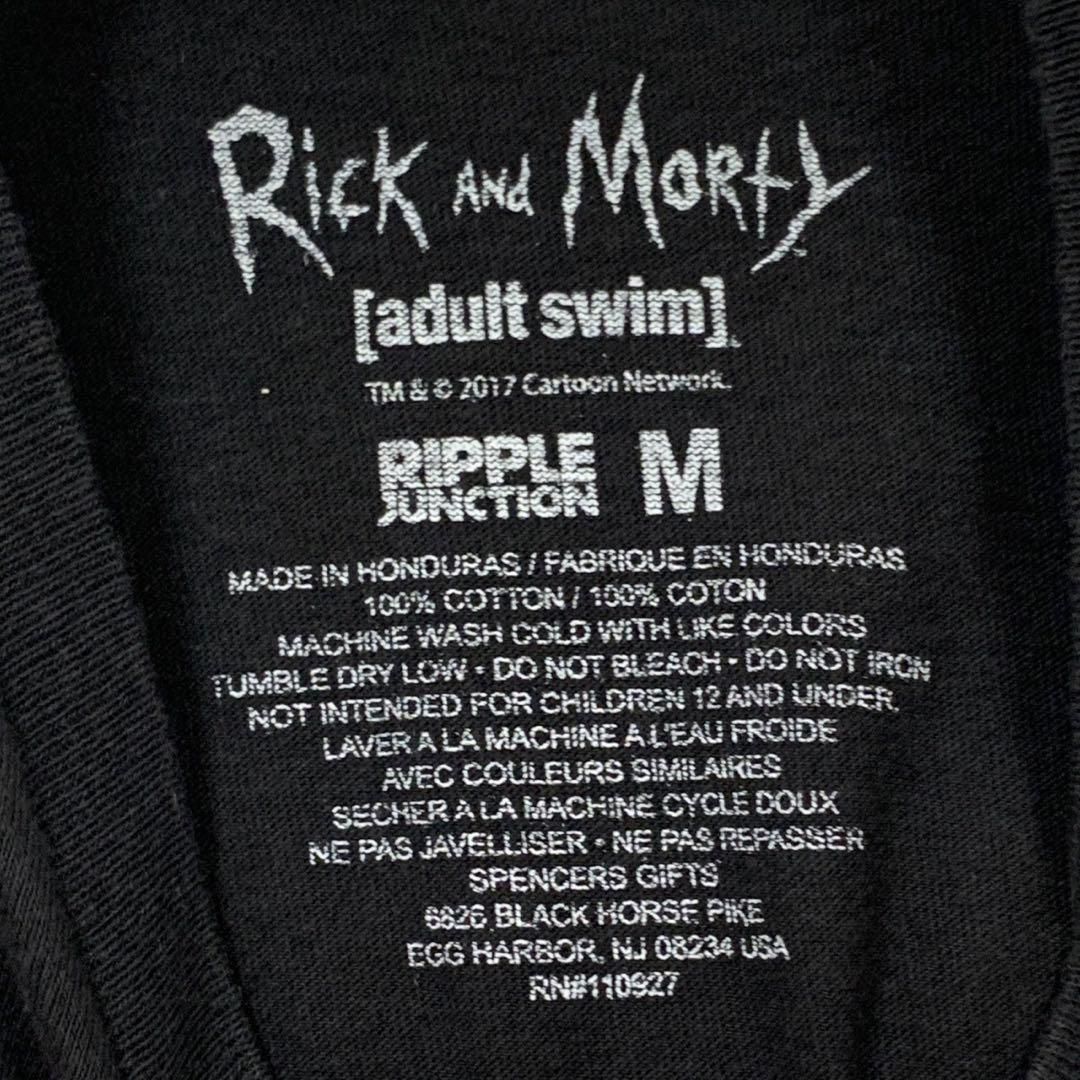 Rick and Morty
[adult swim]
TM & © 2017 Cartoon Network.
RIPPLE JUNCTION M
MADE IN HONDURAS / FABRIQUE EN HONDURAS
100% COTTON / 100% COTON
MACHINE WASH COLD WITH LIKE COLORS
TUMBLE DRY LOW • DO NOT BLEACH • DO NOT IRON
NOT INTENDED FOR CHILDREN 12 AND UNDER.
LAVER A LA MACHINE A L'EAU FROIDE
AVEC COULEURS SIMILAIRES
SECHER A LA MACHINE CYCLE DOUX
NE PAS JAVELLISER • NE PAS REPASSER
SPENCERS GIFTS
6826 BLACK HORSE PIKE
EGG HARBOR, NJ 08234 USA
RN#110927